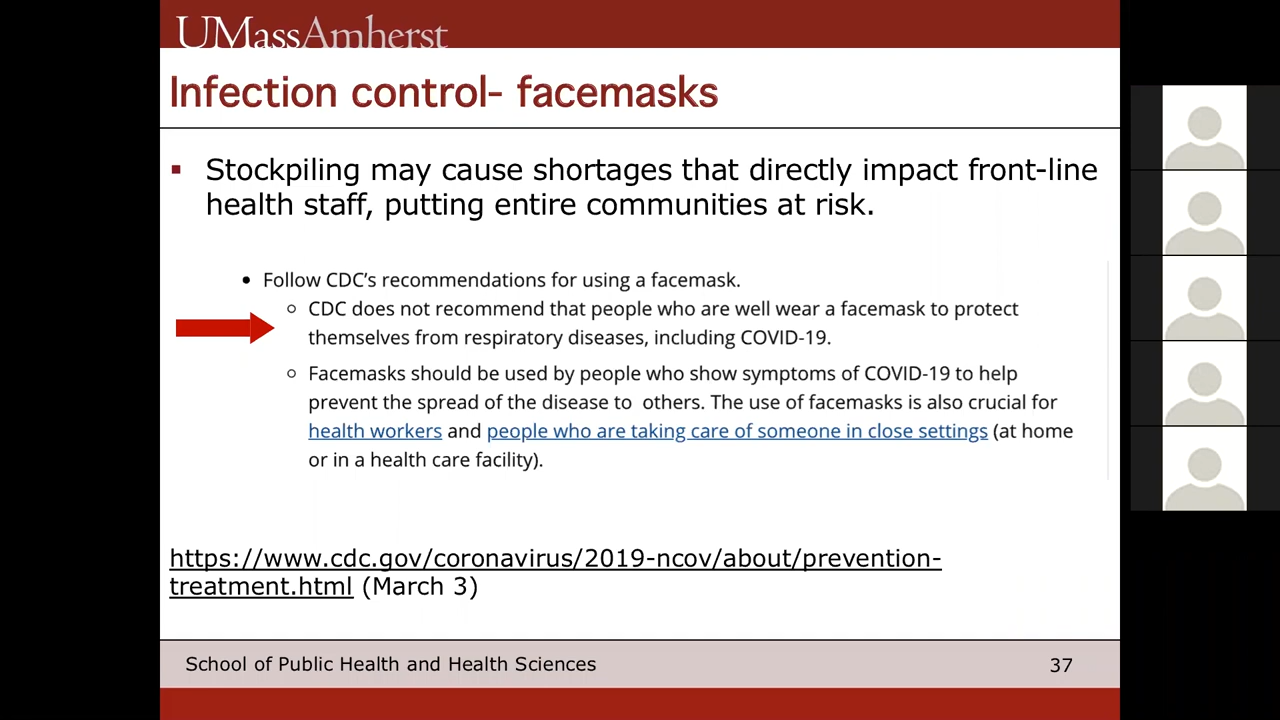 UMassAmherst
Infection control- facemasks
▪ Stockpiling may cause shortages that directly impact front-line
health staff, putting entire communities at risk.
• Follow CDC's recommendations for using a facemask.
○ CDC does not recommend that people who are well wear a facemask to protect
themselves from respiratory diseases, including COVID-19.
○ Facemasks should be used by people who show symptoms of COVID-19 to help
prevent the spread of the disease to  others. The use of facemasks is also crucial for
health workers and people who are taking care of someone in close settings (at home
or in a health care facility).
https://www.cdc.gov/coronavirus/2019-ncov/about/prevention-
treatment.html (March 3)
School of Public Health and Health Sciences
37